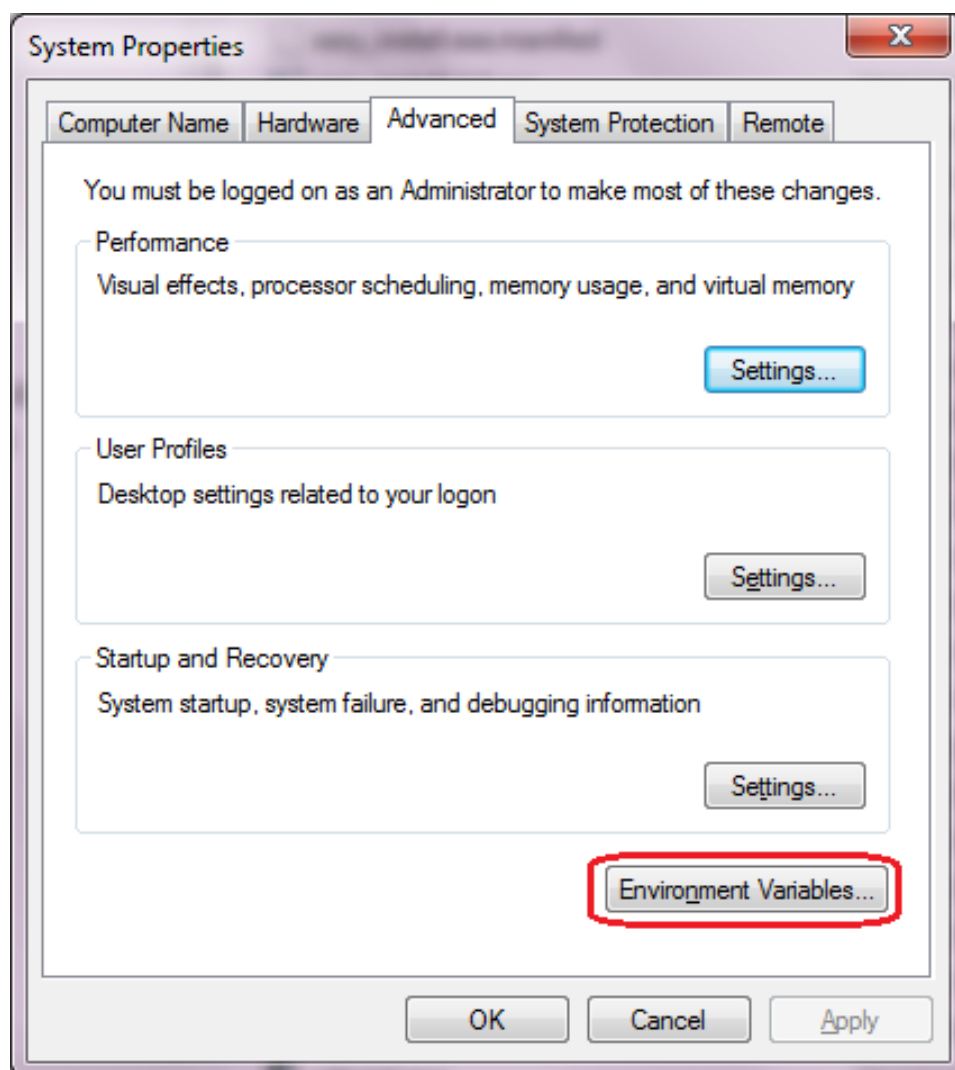 System Properties
Computer Name Hardware Advanced System Protection Remote
You must be logged on as an Administrator to make most of these changes.
Performance
Visual effects, processor scheduling, memory usage, and virtual memory
Settings...
User Profiles
Desktop settings related to your logon
Settings...
Startup and Recovery
System startup, system failure, and debugging information
Settings...
Environment Variables...
OK Cancel Apply